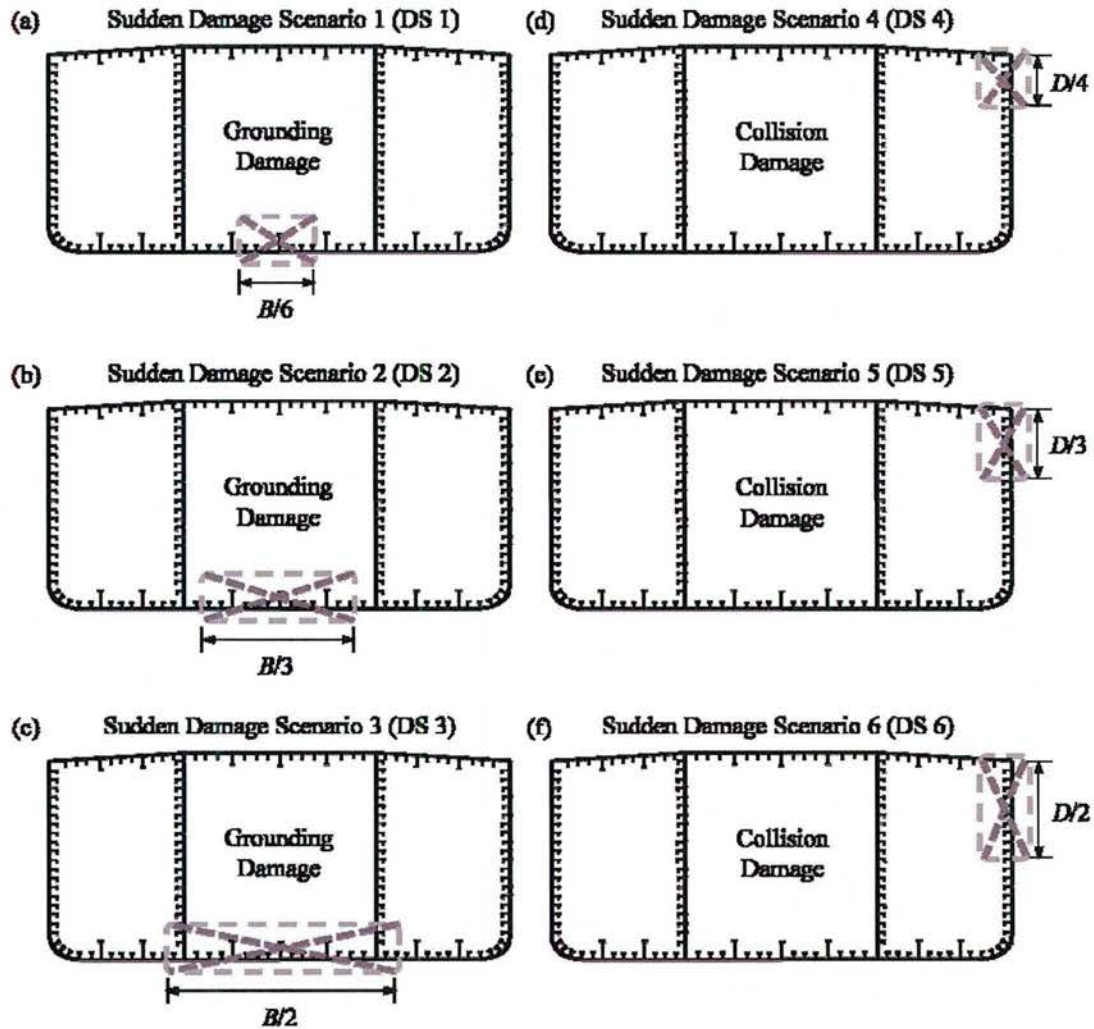 (a) Sudden Damage Scenario 1 (DS 1)
Grounding
Damage
B/6
(b) Sudden Damage Scenario 2 (DS 2)
Grounding
Damage
B/3
(c) Sudden Damage Scenario 3 (DS 3)
Grounding
Damage
B/2
(d) Sudden Damage Scenario 4 (DS 4)
D/4
Collision
Damage
(e) Sudden Damage Scenario 5 (DS 5)
D/3
Collision
Damage
(f) Sudden Damage Scenario 6 (DS 6)
D/2
Collision
Damage